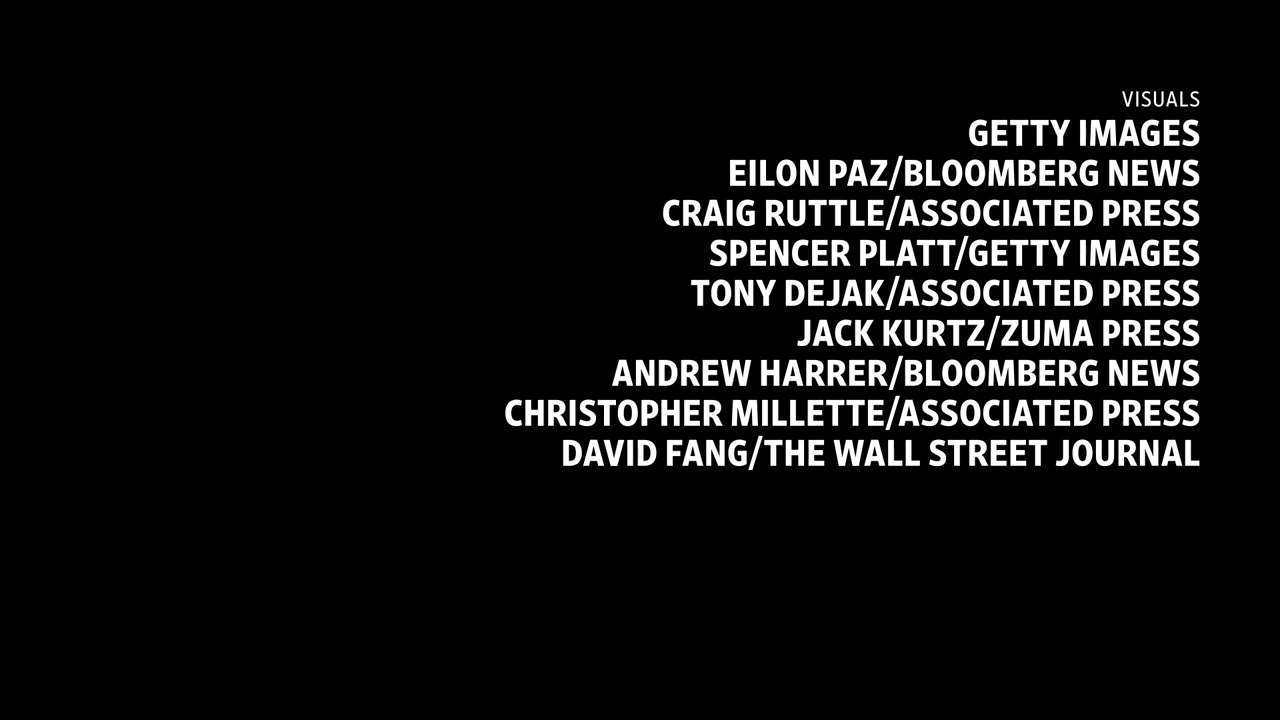 VISUALS
GETTY IMAGES
EILON PAZ/BLOOMBERG NEWS
CRAIG RUTTLE/ASSOCIATED PRESS
SPENCER PLATT/GETTY IMAGES
TONY DEJAK/ASSOCIATED PRESS
JACK KURTZ/ZUMA PRESS
ANDREW HARRER/BLOOMBERG NEWS
CHRISTOPHER MILLETTE/ASSOCIATED PRESS
DAVID FANG/THE WALL STREET JOURNAL